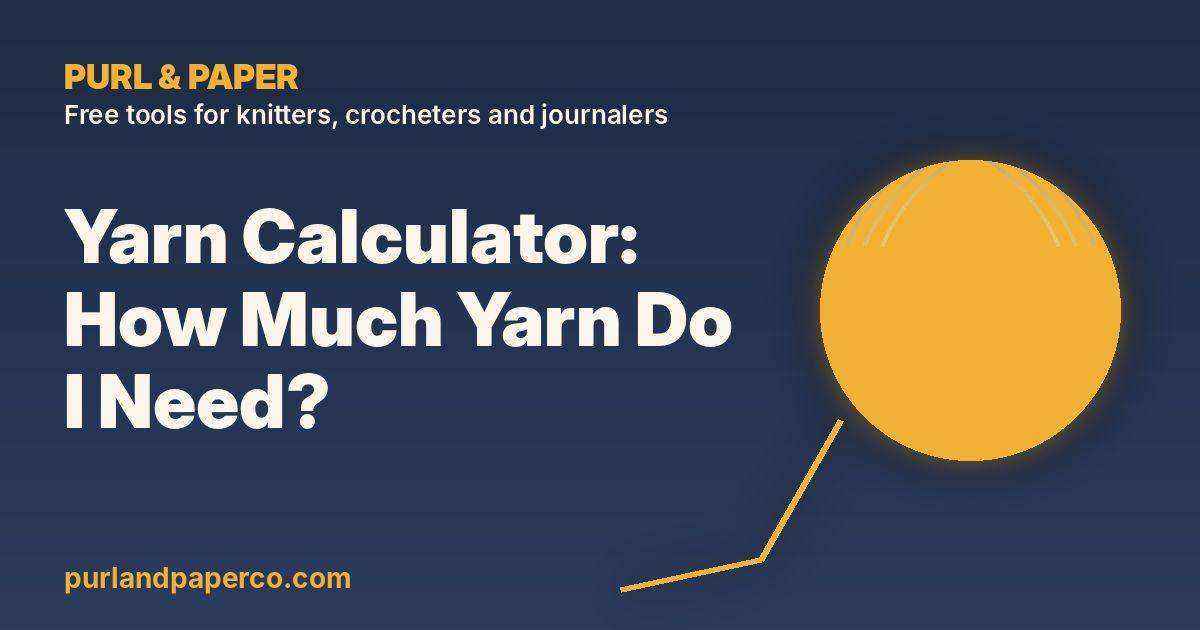 PURL & PAPER
Free tools for knitters, crocheters and journalers
Yarn Calculator:
How Much Yarn Do
I Need?
purlandpaperco.com